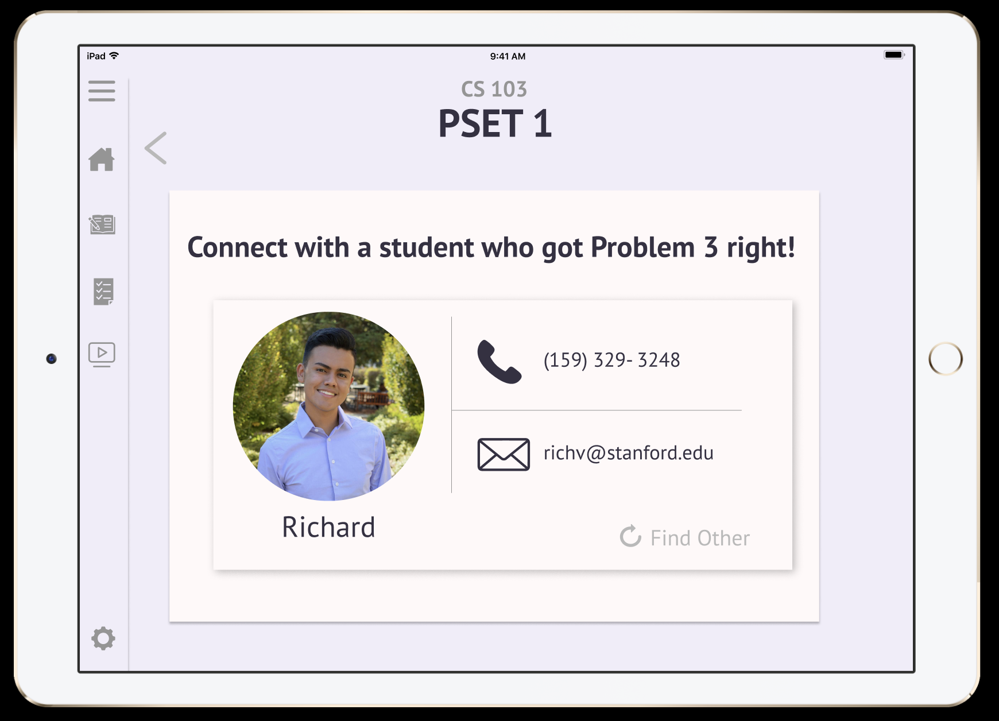 iPad
9:41 AM
CS 103
PSET 1
Connect with a student who got Problem 3 right!
(159) 329- 3248
richv@stanford.edu
Richard
Find Other